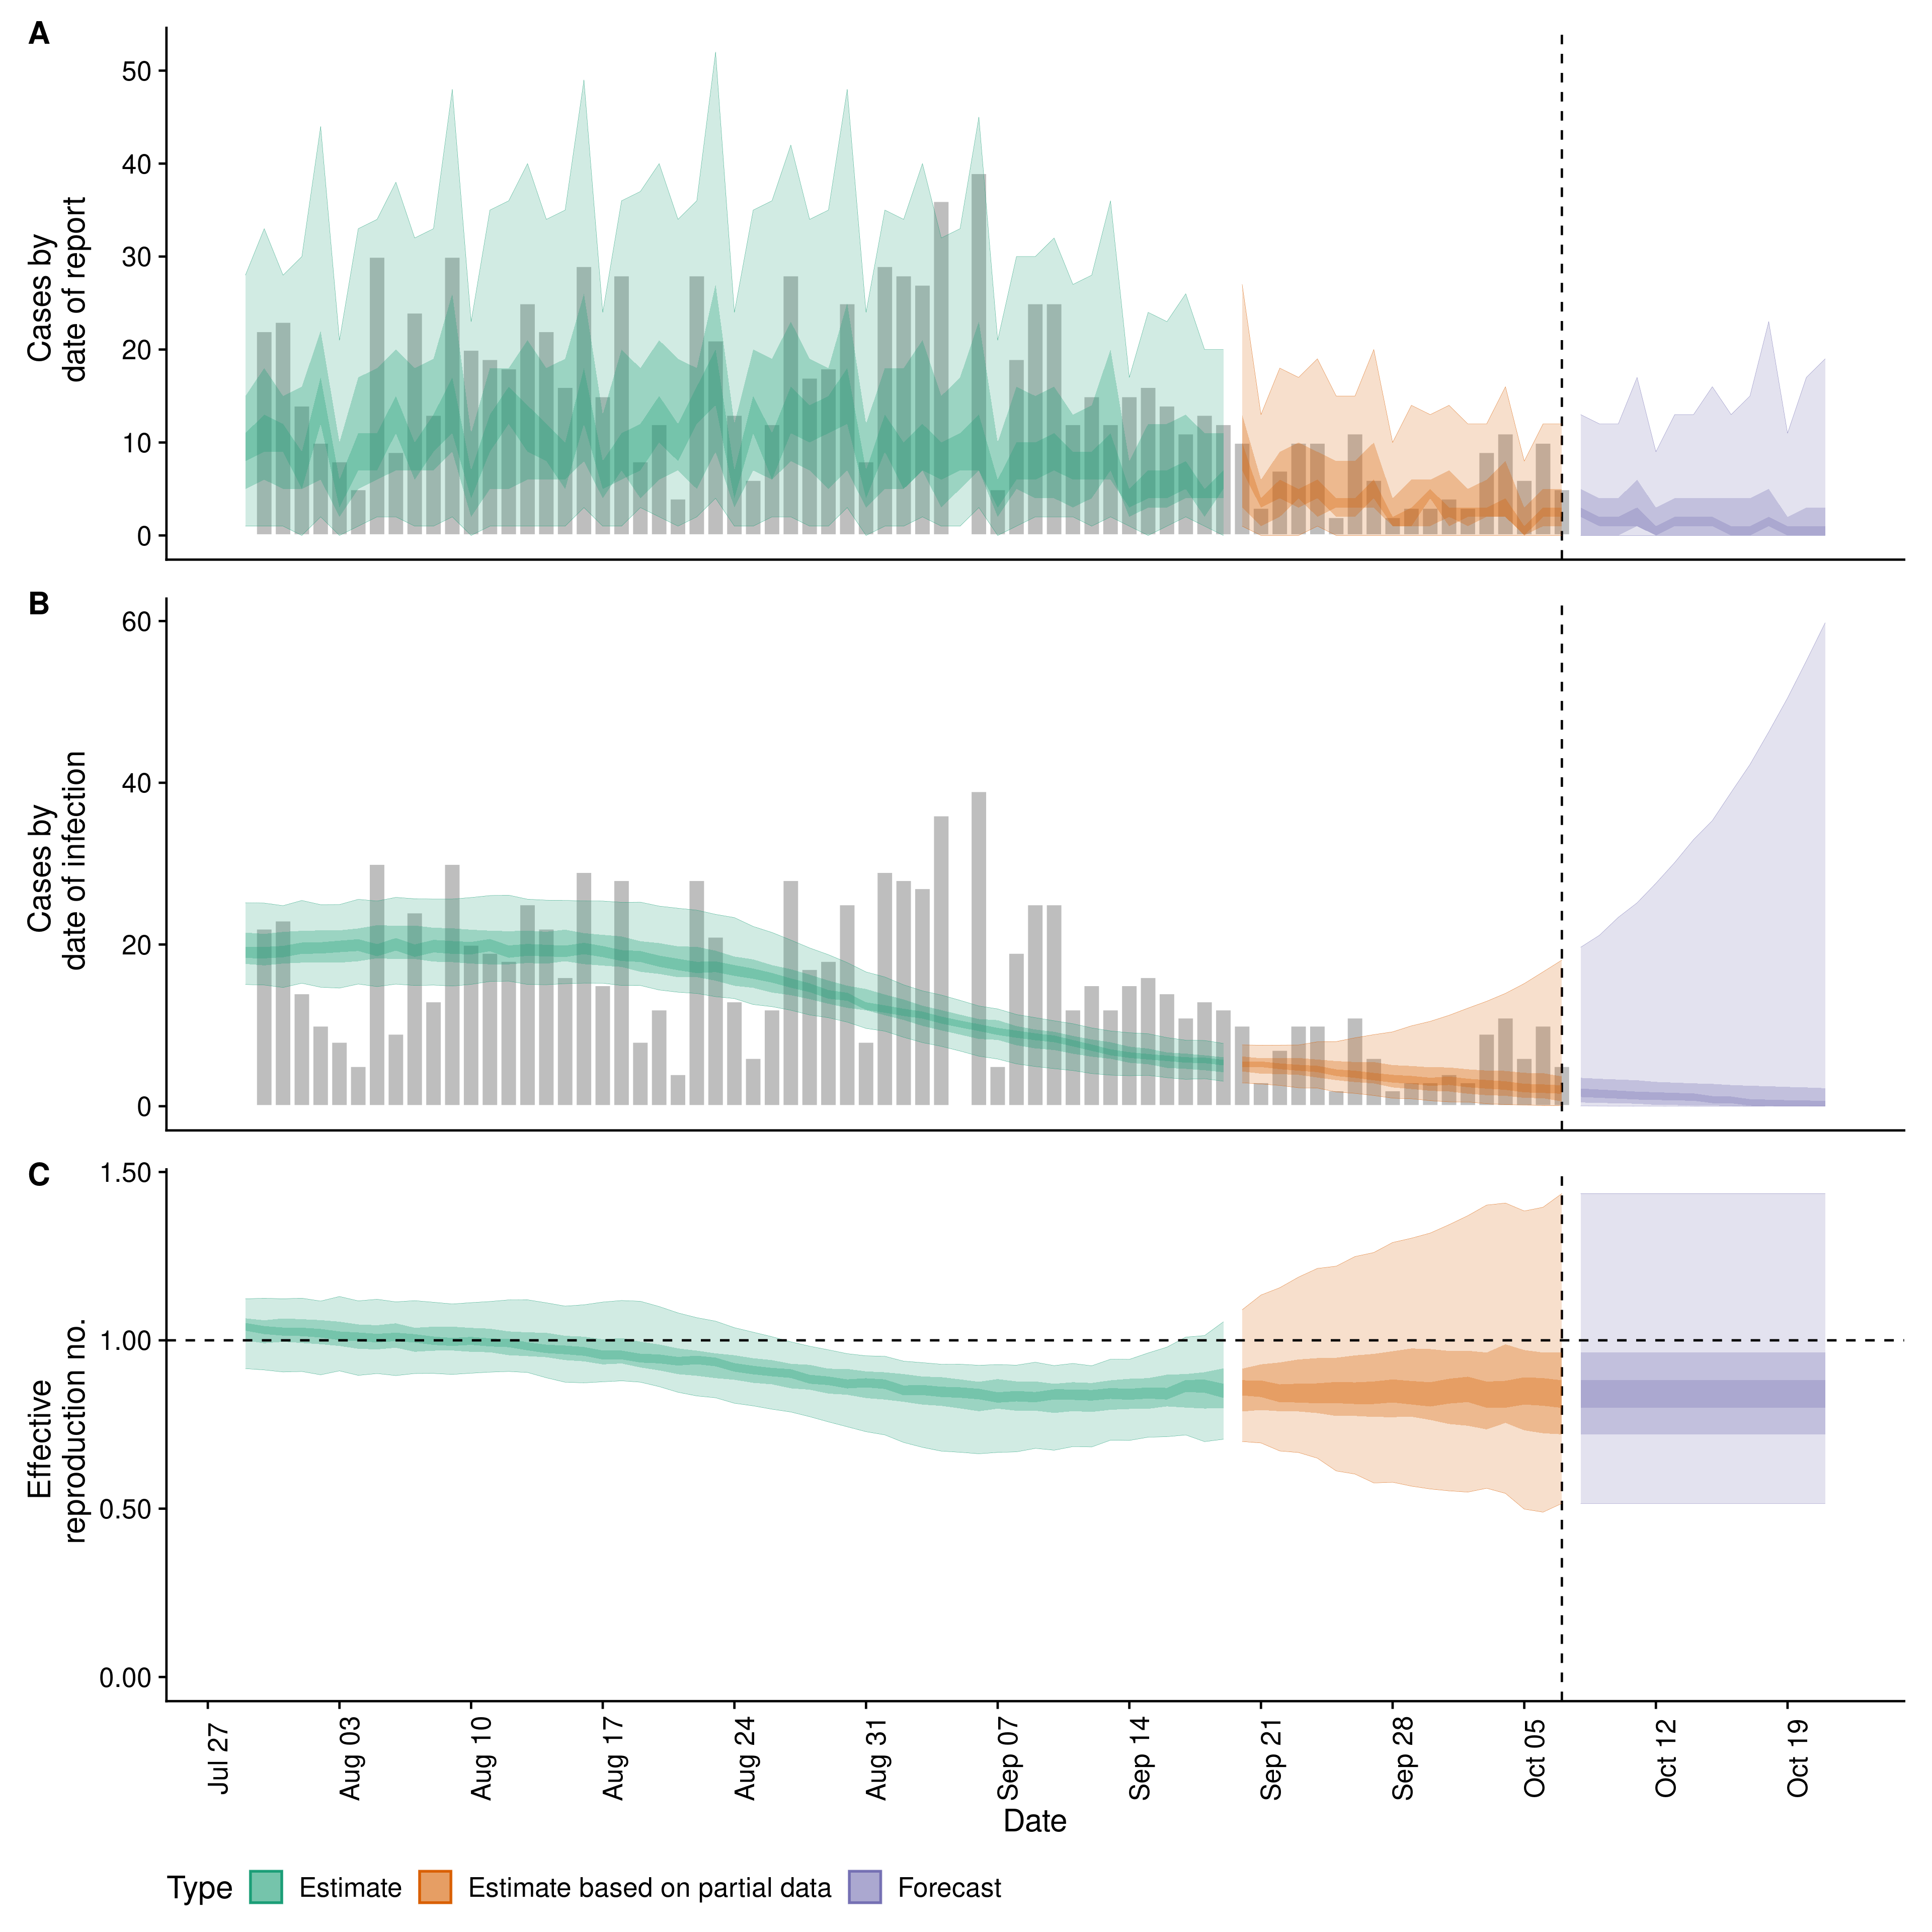 A
50
40
30
20
10
0
Cases by
date of report
B
60
40
20
0
Cases by
date of infection
C
1.50
1.00
0.50
0.00
Effective
reproduction no.
Jul 27
Aug 03
Aug 10
Aug 17
Aug 24
Aug 31
Sep 07
Sep 14
Sep 21
Sep 28
Oct 05
Oct 12
Oct 19
Date
Type Estimate Estimate based on partial data Forecast